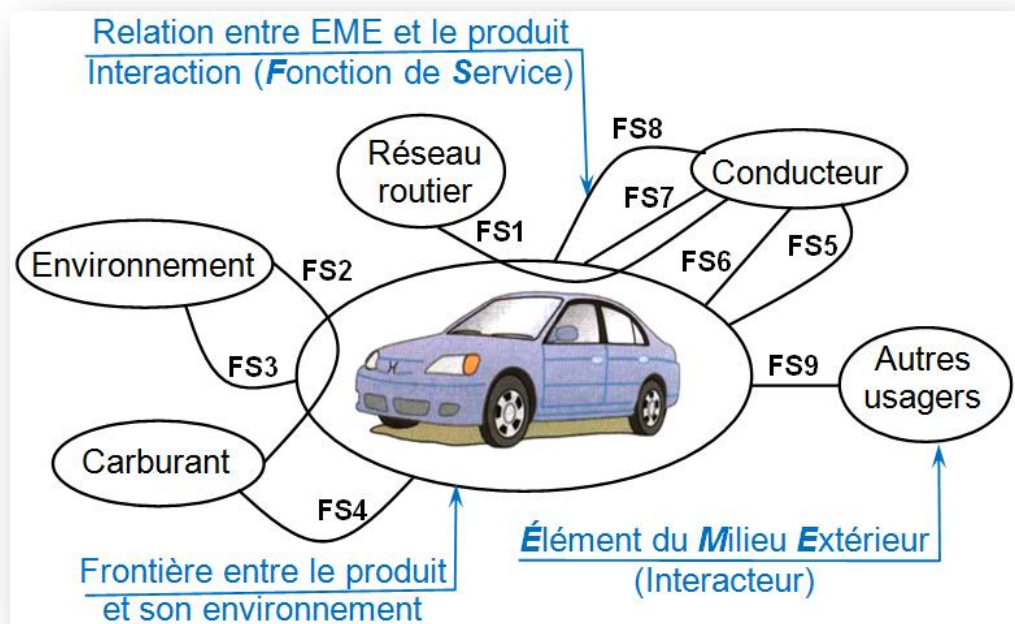 Relation entre EME et le produit
Interaction (Fonction de Service)
Réseau
routier
FS8
Conducteur
FS7
FS1
FS6
FS5
Environnement
FS2
FS3
FS9
Autres
usagers
Carburant
FS4
Élément du Milieu Extérieur
(Interacteur)
Frontière entre le produit
et son environnement